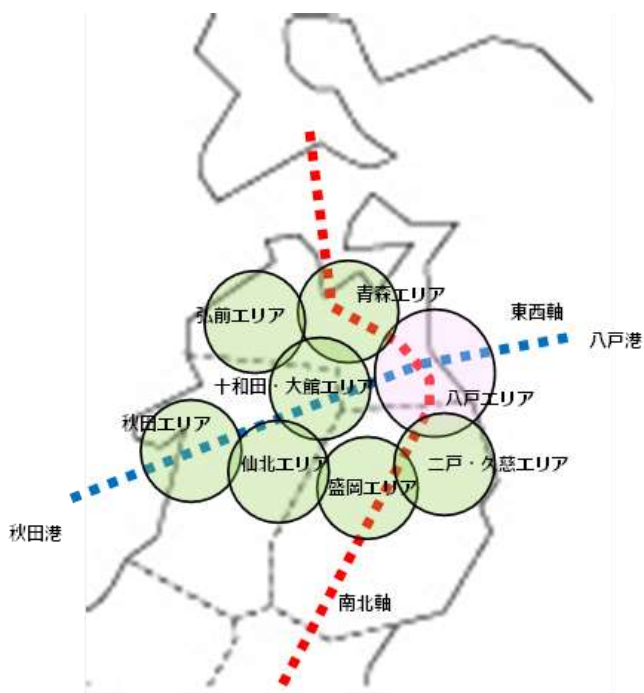 青森エリア
弘前エリア
東西軸
八戸港
十和田・大館エリア
八戸エリア
秋田エリア
仙北エリア
二戸・久慈エリア
盛岡エリア
秋田港
南北軸